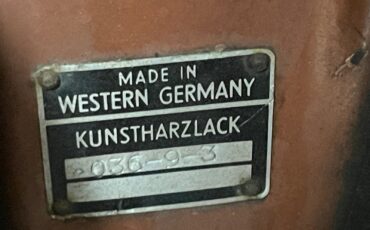 MADE IN
WESTERN GERMANY
KUNSTHARZLACK
036-9-3